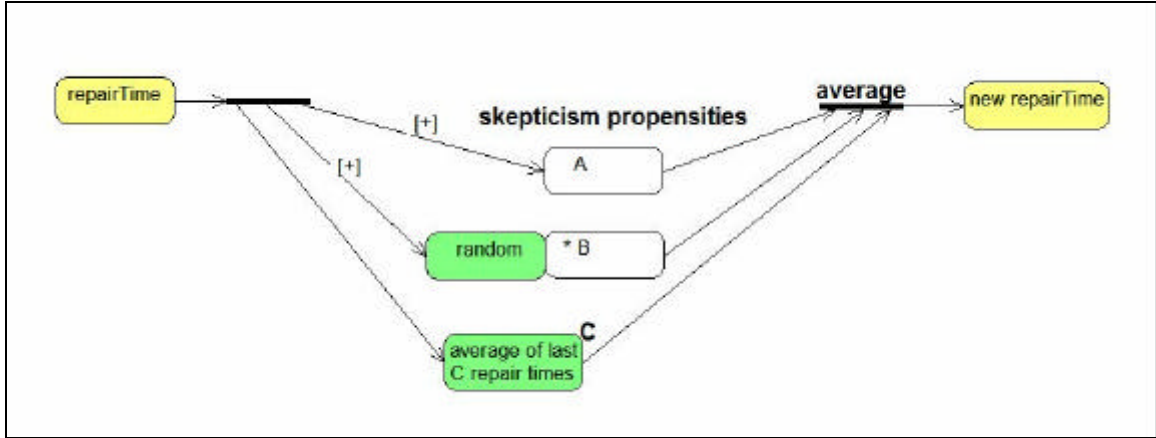 repairTime
average
new repairTime
skepticism propensities
[+]
A
[+]
random
* B
C
average of last
C repair times